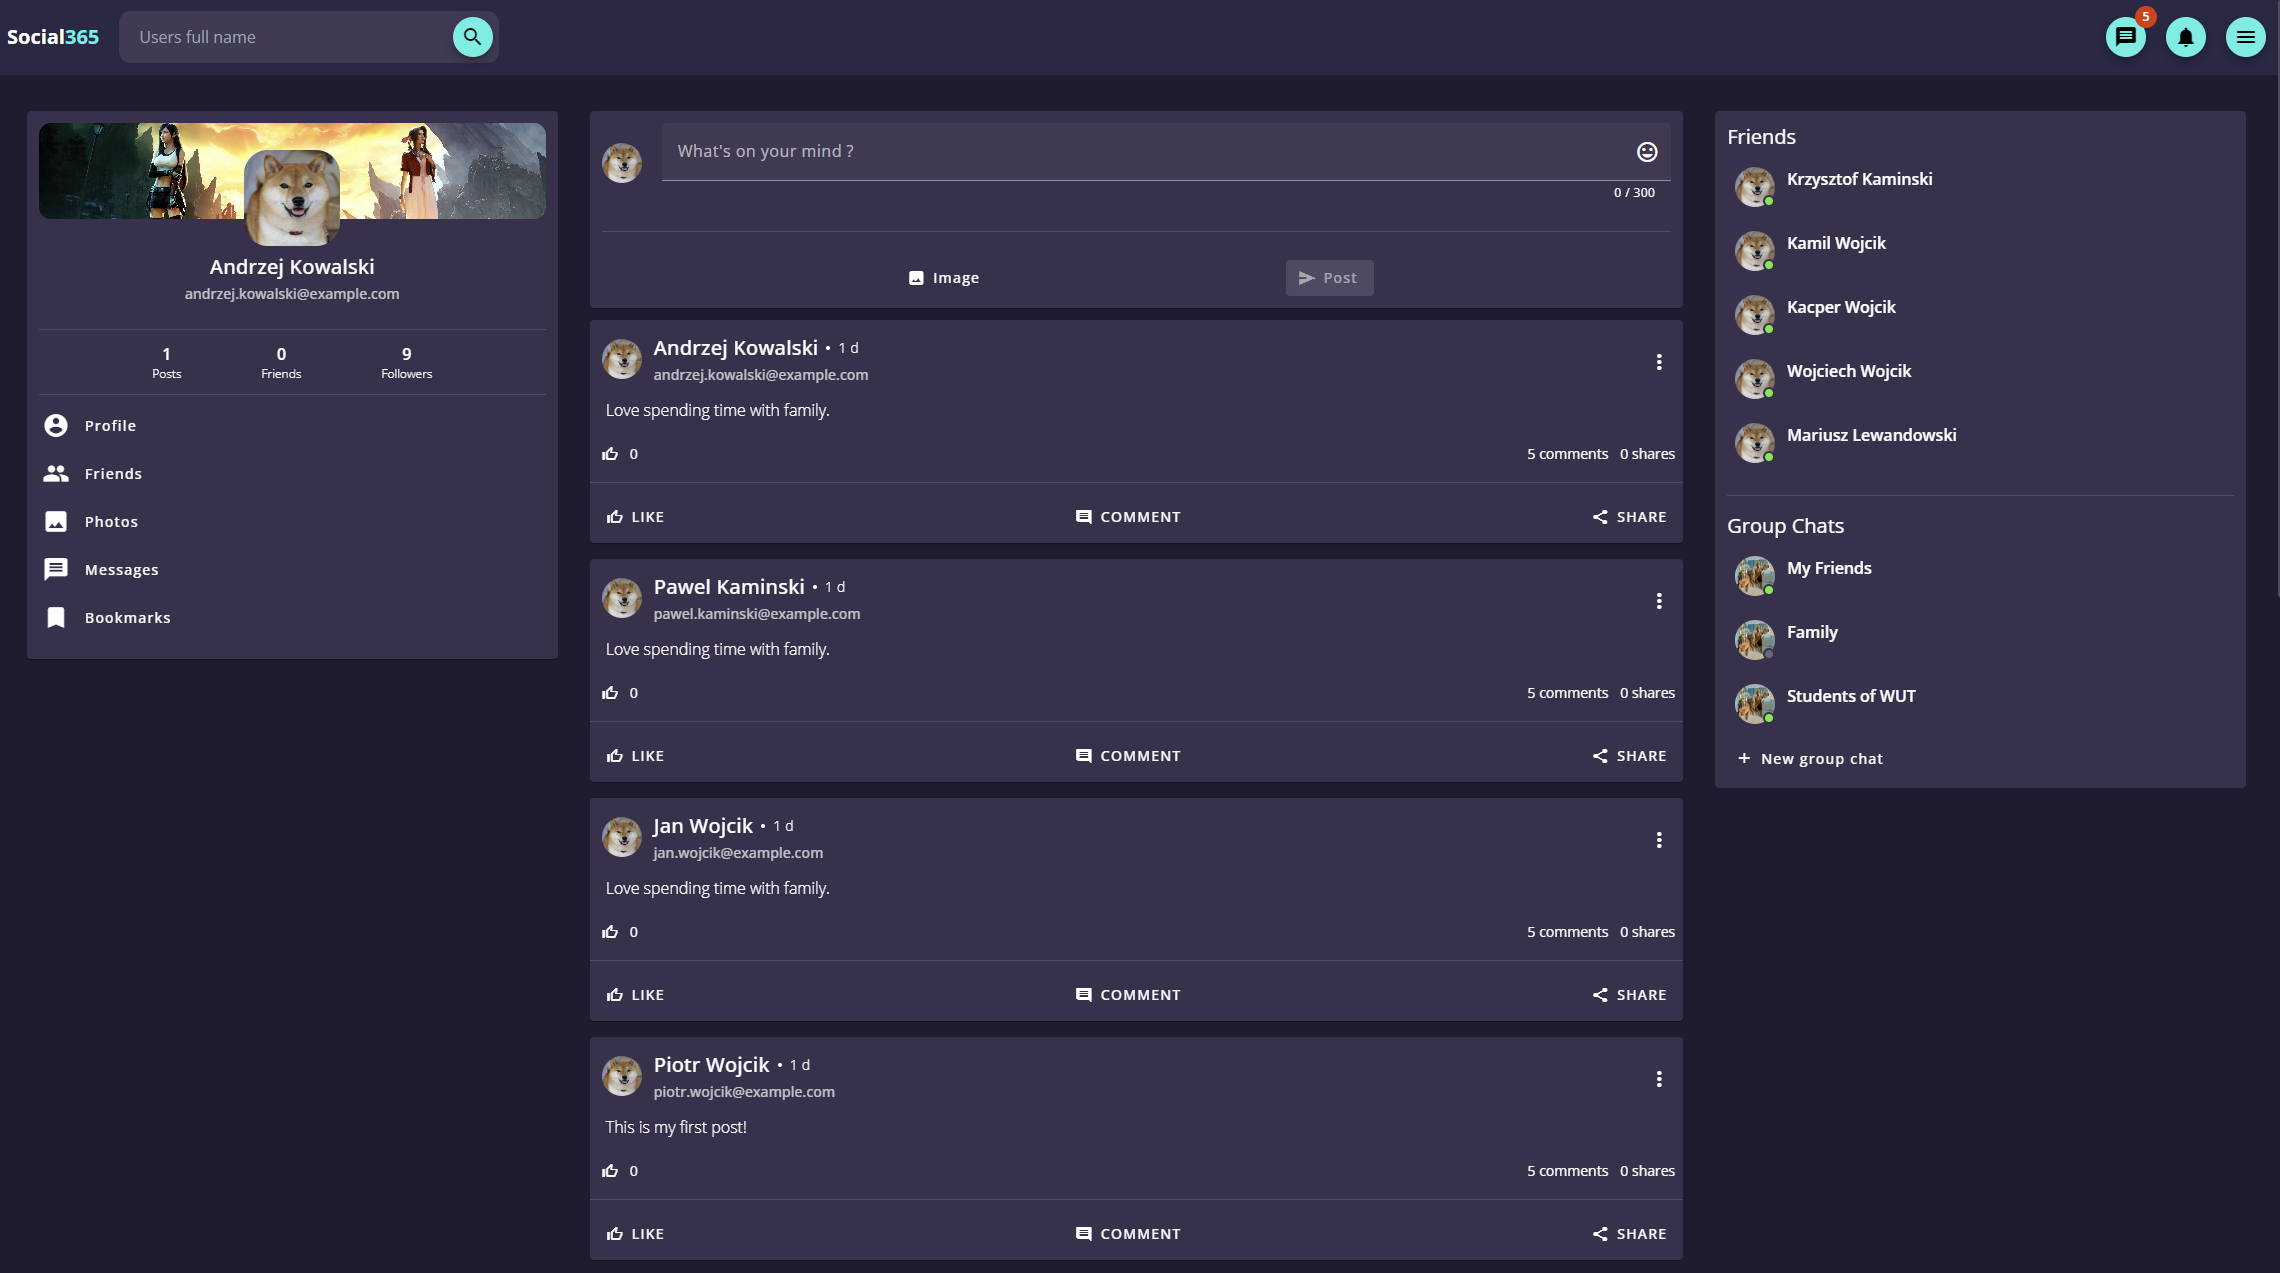 Social365
Users full name
5
Andrzej Kowalski
andrzej.kowalski@example.com
1 0 9
Posts Friends Followers
Profile
Friends
Photos
Messages
Bookmarks
What's on your mind ?
0 / 300
Image
Post
Andrzej Kowalski • 1 d
andrzej.kowalski@example.com
Love spending time with family.
0 5 comments 0 shares
LIKE COMMENT SHARE
Pawel Kaminski • 1 d
pawel.kaminski@example.com
Love spending time with family.
0 5 comments 0 shares
LIKE COMMENT SHARE
Jan Wojcik • 1 d
jan.wojcik@example.com
Love spending time with family.
0 5 comments 0 shares
LIKE COMMENT SHARE
Piotr Wojcik • 1 d
piotr.wojcik@example.com
This is my first post!
0 5 comments 0 shares
LIKE COMMENT SHARE
Friends
Krzysztof Kaminski
Kamil Wojcik
Kacper Wojcik
Wojciech Wojcik
Mariusz Lewandowski
Group Chats
My Friends
Family
Students of WUT
+ New group chat